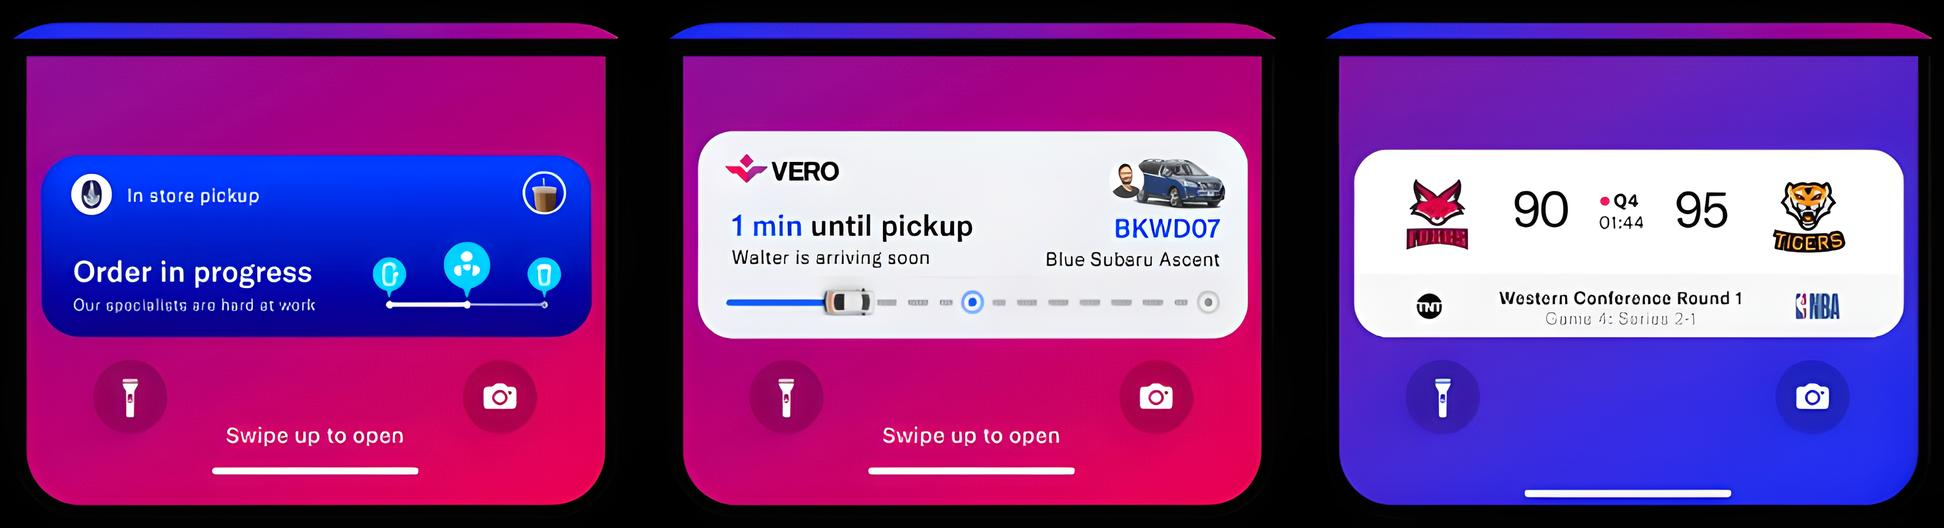 In store pickup
Order in progress
Our specialists are hard at work
Swipe up to open
VERO
1 min until pickup
BKWD07
Walter is arriving soon
Blue Subaru Ascent
Swipe up to open
90
Q4
01:44
95
TIGERS
TNT
Western Conference Round 1
Game 4: Series 2-1
NBA